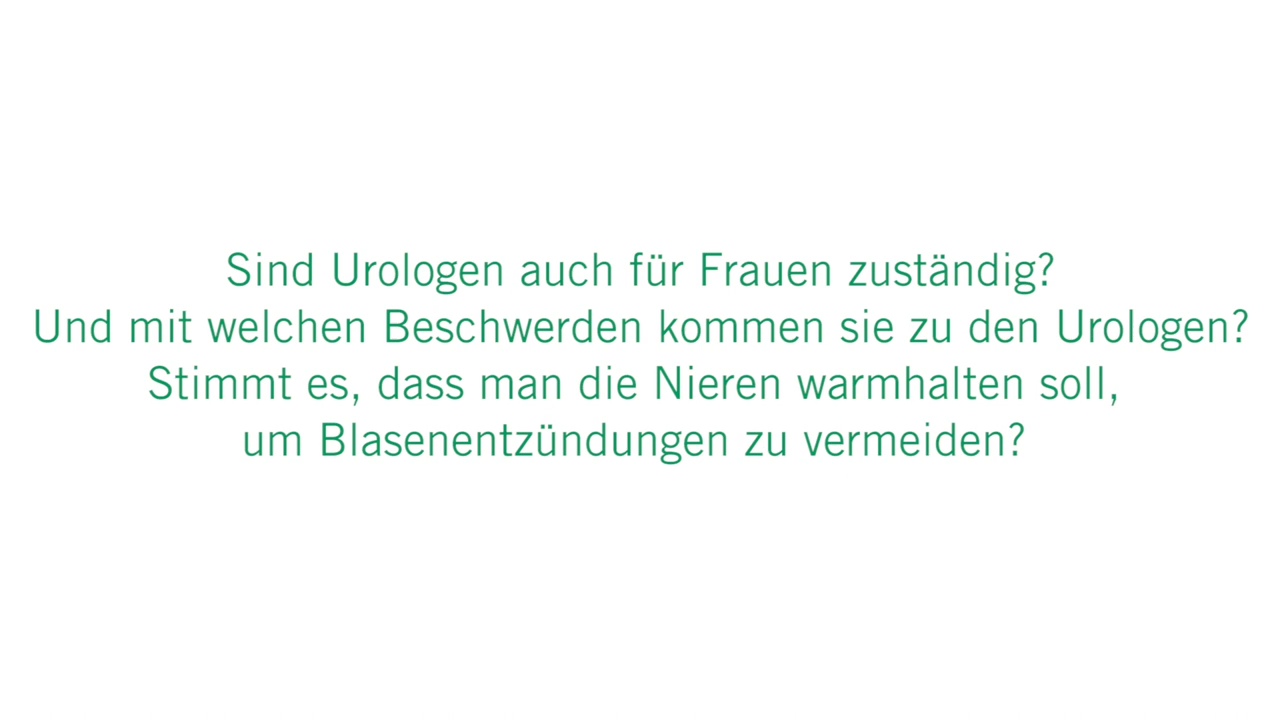 Sind Urologen auch für Frauen zuständig?
Und mit welchen Beschwerden kommen sie zu den Urologen?
Stimmt es, dass man die Nieren warmhalten soll,
um Blasenentzündungen zu vermeiden?